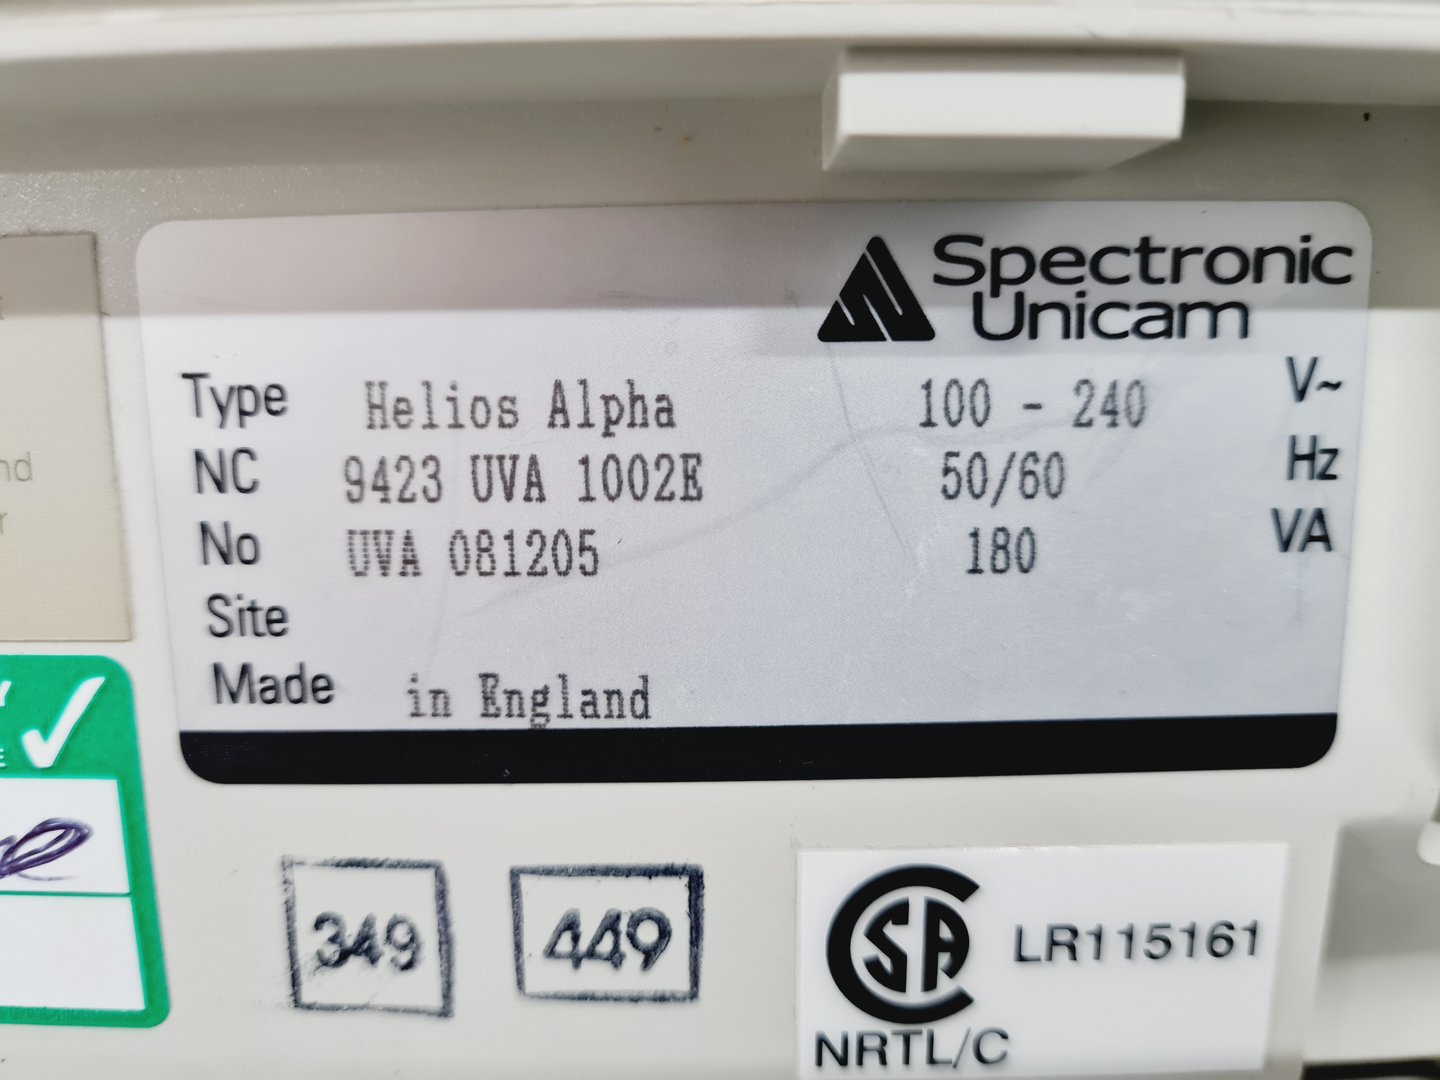 Spectronic
Unicam
Type Helios Alpha 100 - 240 V~
NC 9423 UVA 1002E 50/60 Hz
No UVA 081205 180 VA
Site
Made in England
349
449
CSA LR115161
NRTL/C